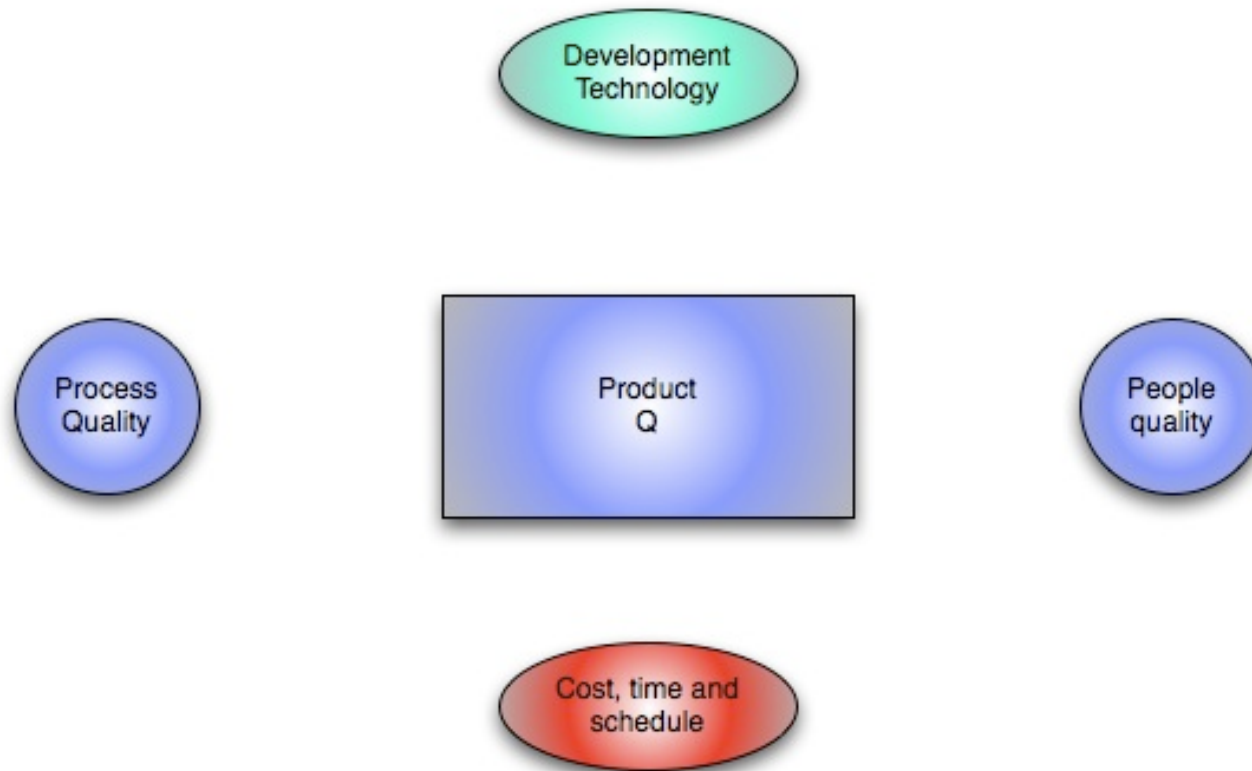 Development
Technology
Process
Quality
Product
Q
People
quality
Cost, time and
schedule